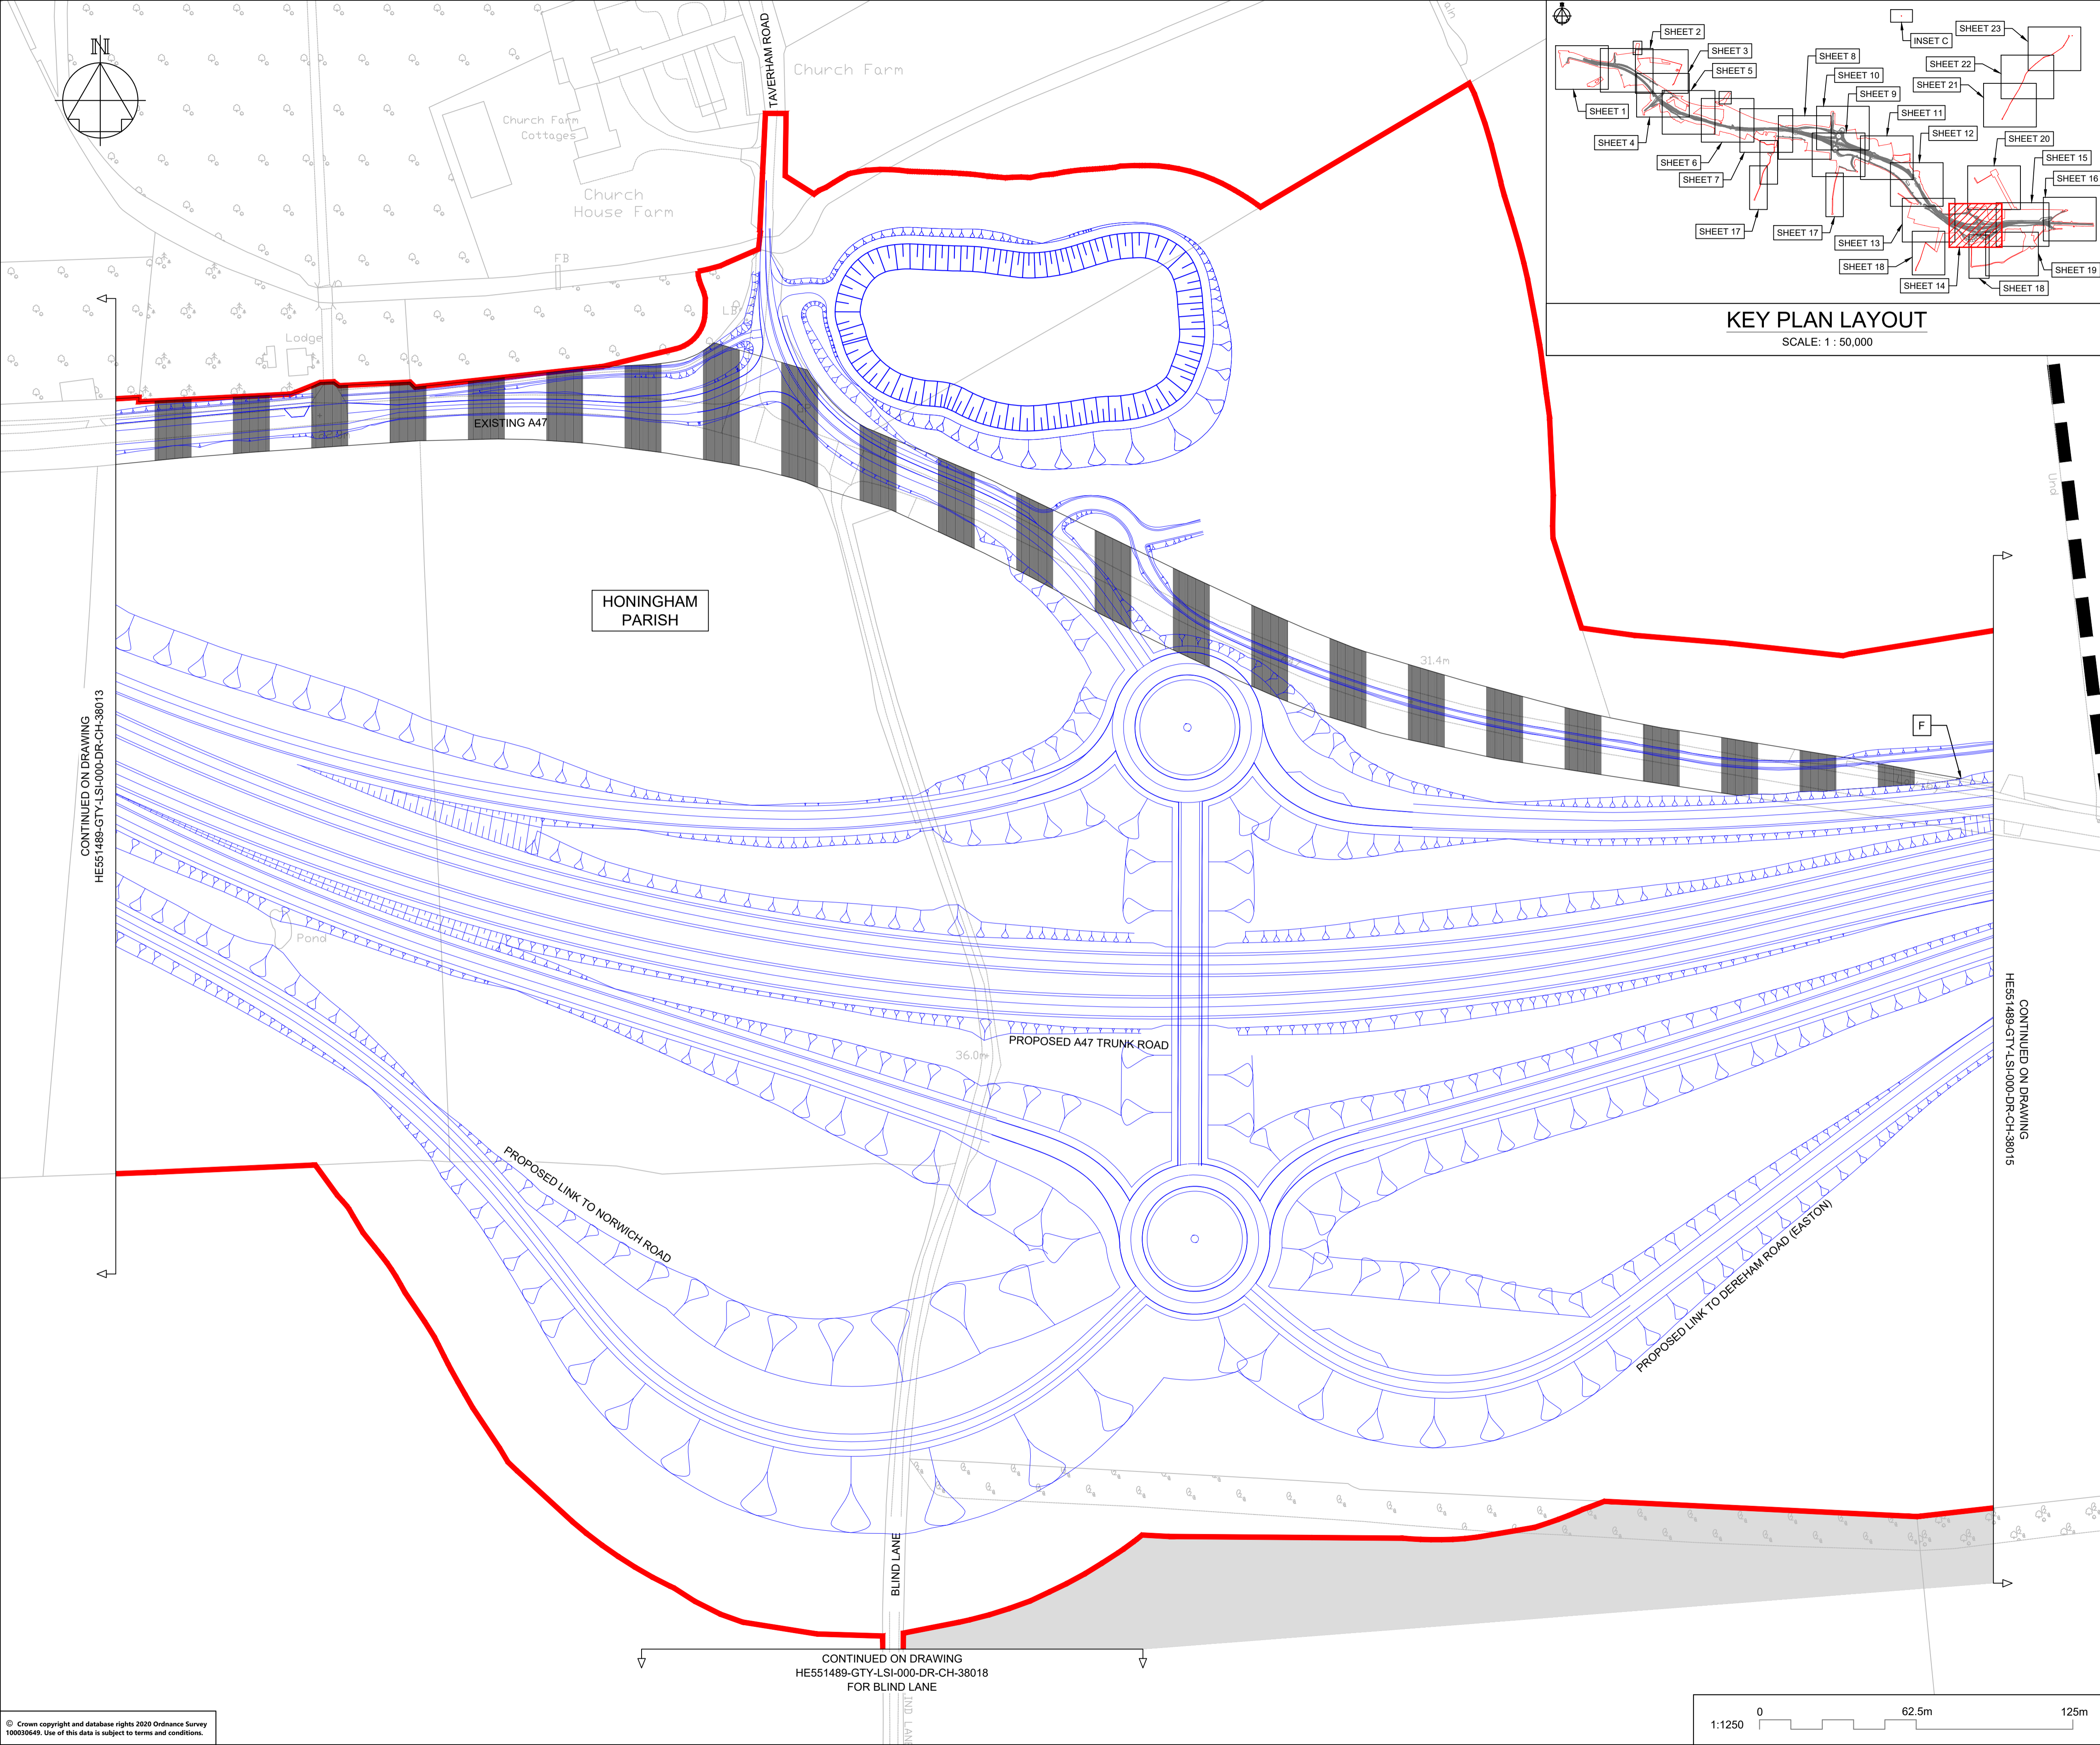 N
TAVERHAM ROAD
Church Farm
Church Farm
Cottages
Church
House Farm
FB
LB
Lodge
EXISTING A47
HONINGHAM
PARISH
CONTINUED ON DRAWING
HE551489-GTY-LSI-000-DR-CH-38013
Pond
31.4m
F
Und
36.0m
PROPOSED A47 TRUNK ROAD
PROPOSED LINK TO NORWICH ROAD
PROPOSED LINK TO DEREHAM ROAD (EASTON)
CONTINUED ON DRAWING
HE551489-GTY-LSI-000-DR-CH-38015
BLIND LANE
CONTINUED ON DRAWING
HE551489-GTY-LSI-000-DR-CH-38018
FOR BLIND LANE
SHEET 1
SHEET 2
SHEET 3
SHEET 5
SHEET 4
SHEET 6
SHEET 7
SHEET 8
SHEET 10
SHEET 9
SHEET 11
SHEET 12
SHEET 17
SHEET 17
SHEET 13
SHEET 18
SHEET 14
SHEET 18
SHEET 19
SHEET 20
SHEET 15
SHEET 16
INSET C
SHEET 23
SHEET 22
SHEET 21
KEY PLAN LAYOUT
SCALE: 1 : 50,000
© Crown copyright and database rights 2020 Ordnance Survey
100030649. Use of this data is subject to terms and conditions.
1:1250
0
62.5m
125m